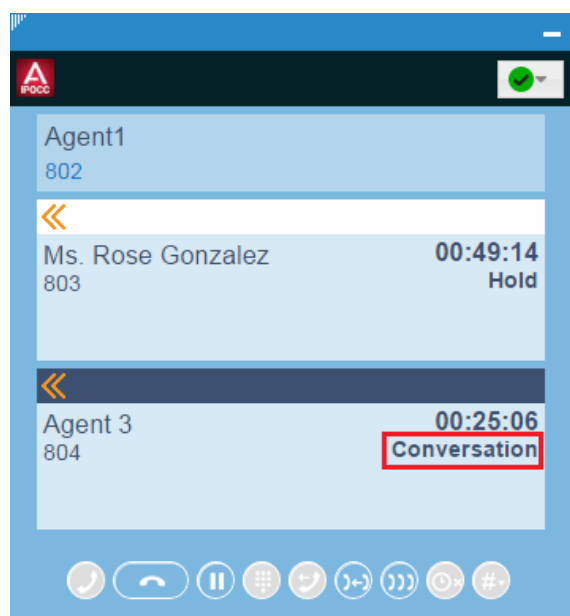 A
IPOCC
Agent1
802
Ms. Rose Gonzalez 00:49:14
803 Hold
Agent 3 00:25:06
804 Conversation
#